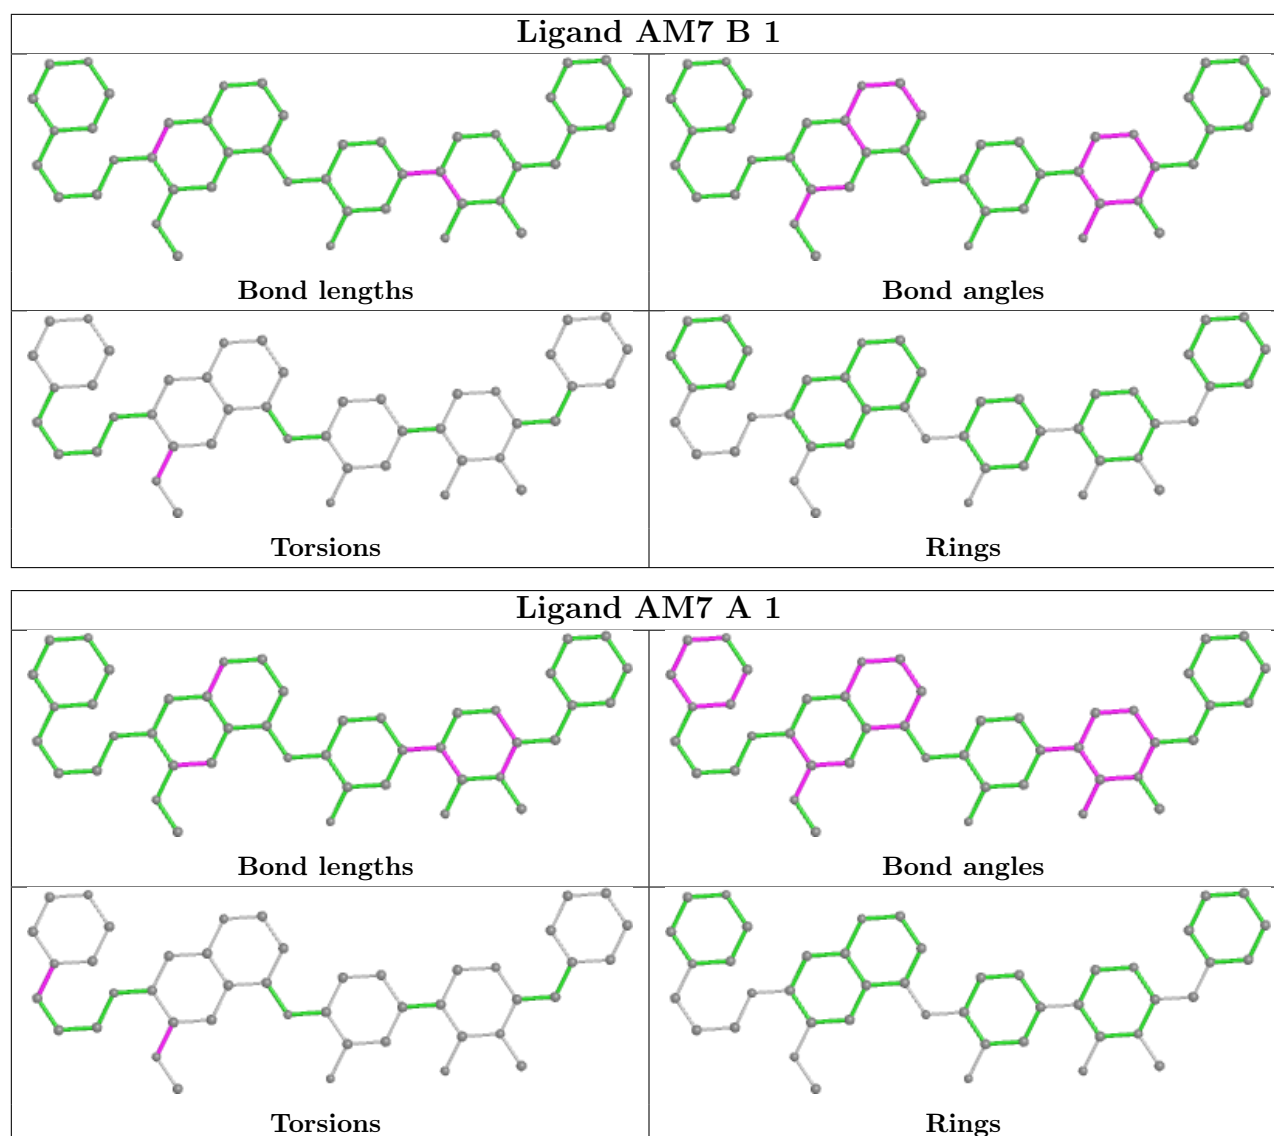 Ligand AM7 B 1
Bond lengths
Bond angles
Torsions
Rings
Ligand AM7 A 1
Bond lengths
Bond angles
Torsions
Rings